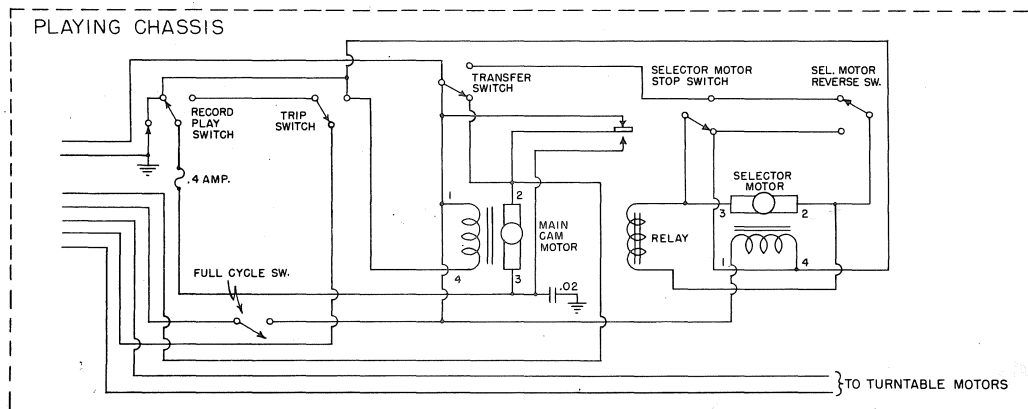 PLAYING CHASSIS
TRANSFER
SWITCH
SELECTOR MOTOR
STOP SWITCH
SEL. MOTOR
REVERSE SW.
RECORD
PLAY
SWITCH
TRIP
SWITCH
.4 AMP.
1
2
MAIN
CAM
MOTOR
4
3
SELECTOR
MOTOR
3
2
RELAY
1
4
FULL CYCLE SW.
.02
TO TURNTABLE MOTORS